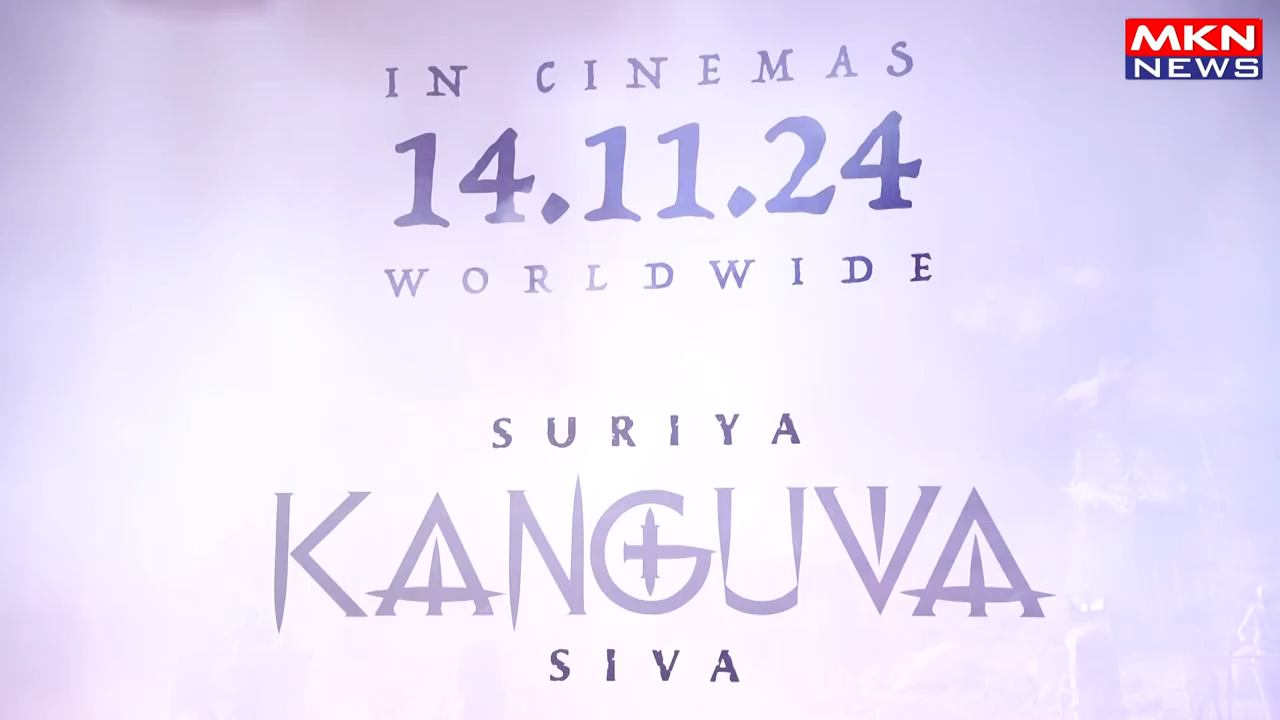 MKN
NEWS
IN CINEMAS
14.11.24
WORLDWIDE
SURIYA
KANGUVA
SIVA